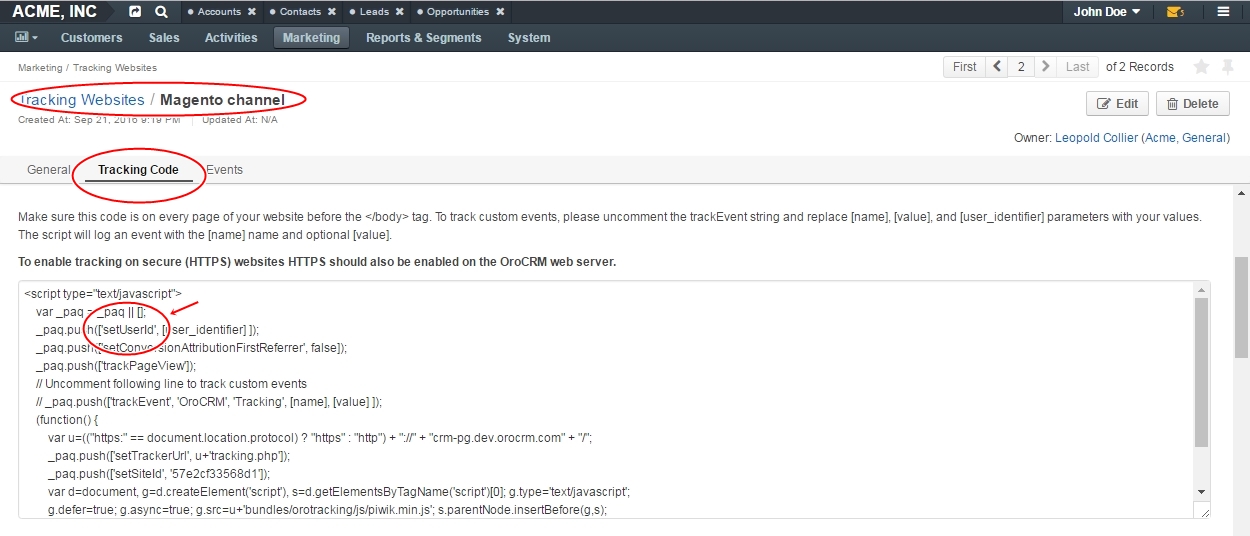 ACME, INC Accounts Contacts Leads Opportunities John Doe 5
Customers Sales Activities Marketing Reports & Segments System
Marketing / Tracking Websites First 2 Last of 2 Records
Tracking Websites / Magento channel Edit Delete
Created At: Sep 21, 2016 9:19 PM Updated At: N/A
Owner: Leopold Collier (Acme, General)
General Tracking Code Events
Make sure this code is on every page of your website before the </body> tag. To track custom events, please uncomment the trackEvent string and replace [name], [value], and [user_identifier] parameters with your values.
The script will log an event with the [name] name and optional [value].
To enable tracking on secure (HTTPS) websites HTTPS should also be enabled on the OroCRM web server.
<script type="text/javascript">
var _paq = _paq || [];
_paq.push(['setUserId', [user_identifier] ]);
_paq.push(['setConversionAttributionFirstReferrer', false]);
_paq.push(['trackPageView']);
// Uncomment following line to track custom events
// _paq.push(['trackEvent', 'OroCRM', 'Tracking', [name], [value] ]);
(function() {
var u=(("https:" == document.location.protocol) ? "https" : "http") + "://" + "crm-pg.dev.orocrm.com" + "/";
_paq.push(['setTrackerUrl', u+'tracking.php']);
_paq.push(['setSiteId', '57e2cf33568d1']);
var d=document, g=d.createElement('script'), s=d.getElementsByTagName('script')[0]; g.type='text/javascript';
g.defer=true; g.async=true; g.src=u+'bundles/orotracking/js/piwik.min.js'; s.parentNode.insertBefore(g,s);